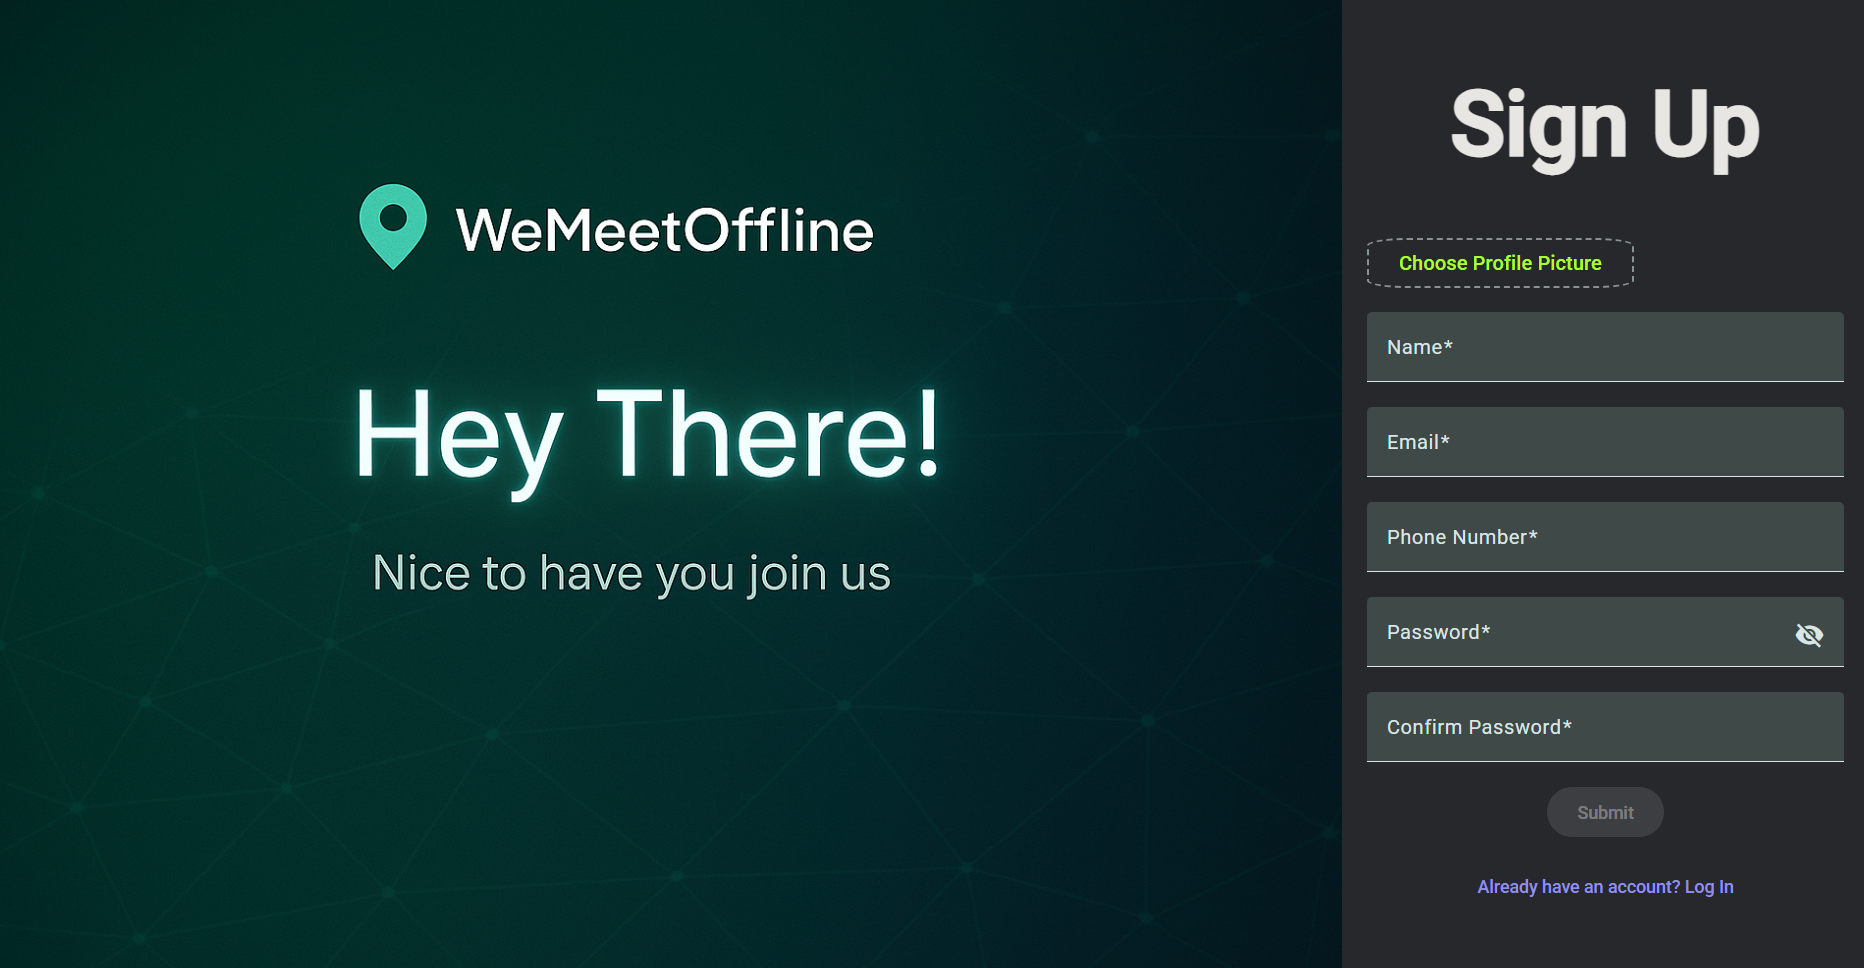 WeMeetOffline
Hey There!
Nice to have you join us
Sign Up
Choose Profile Picture
Name*
Email*
Phone Number*
Password*
Confirm Password*
Submit
Already have an account? Log In